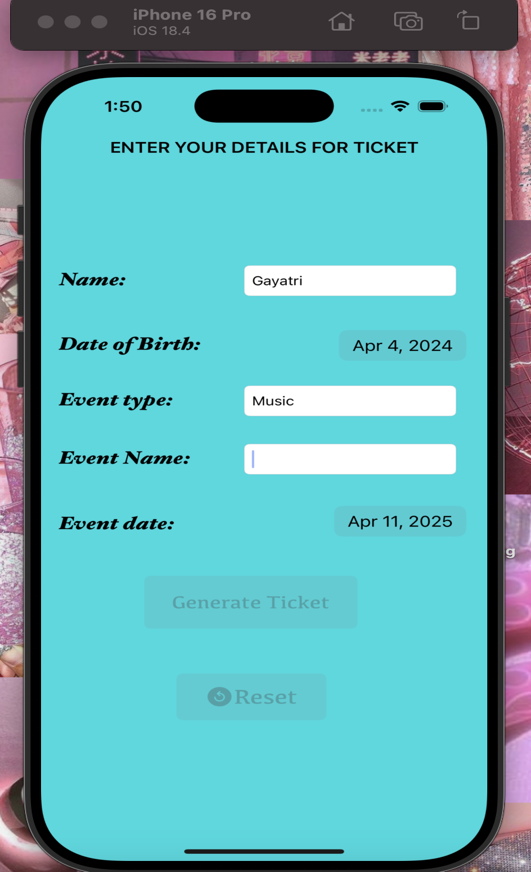 iPhone 16 Pro
iOS 18.4
1:50
ENTER YOUR DETAILS FOR TICKET
Name: Gayatri
Date of Birth: Apr 4, 2024
Event type: Music
Event Name:
Event date: Apr 11, 2025
Generate Ticket
Reset
g